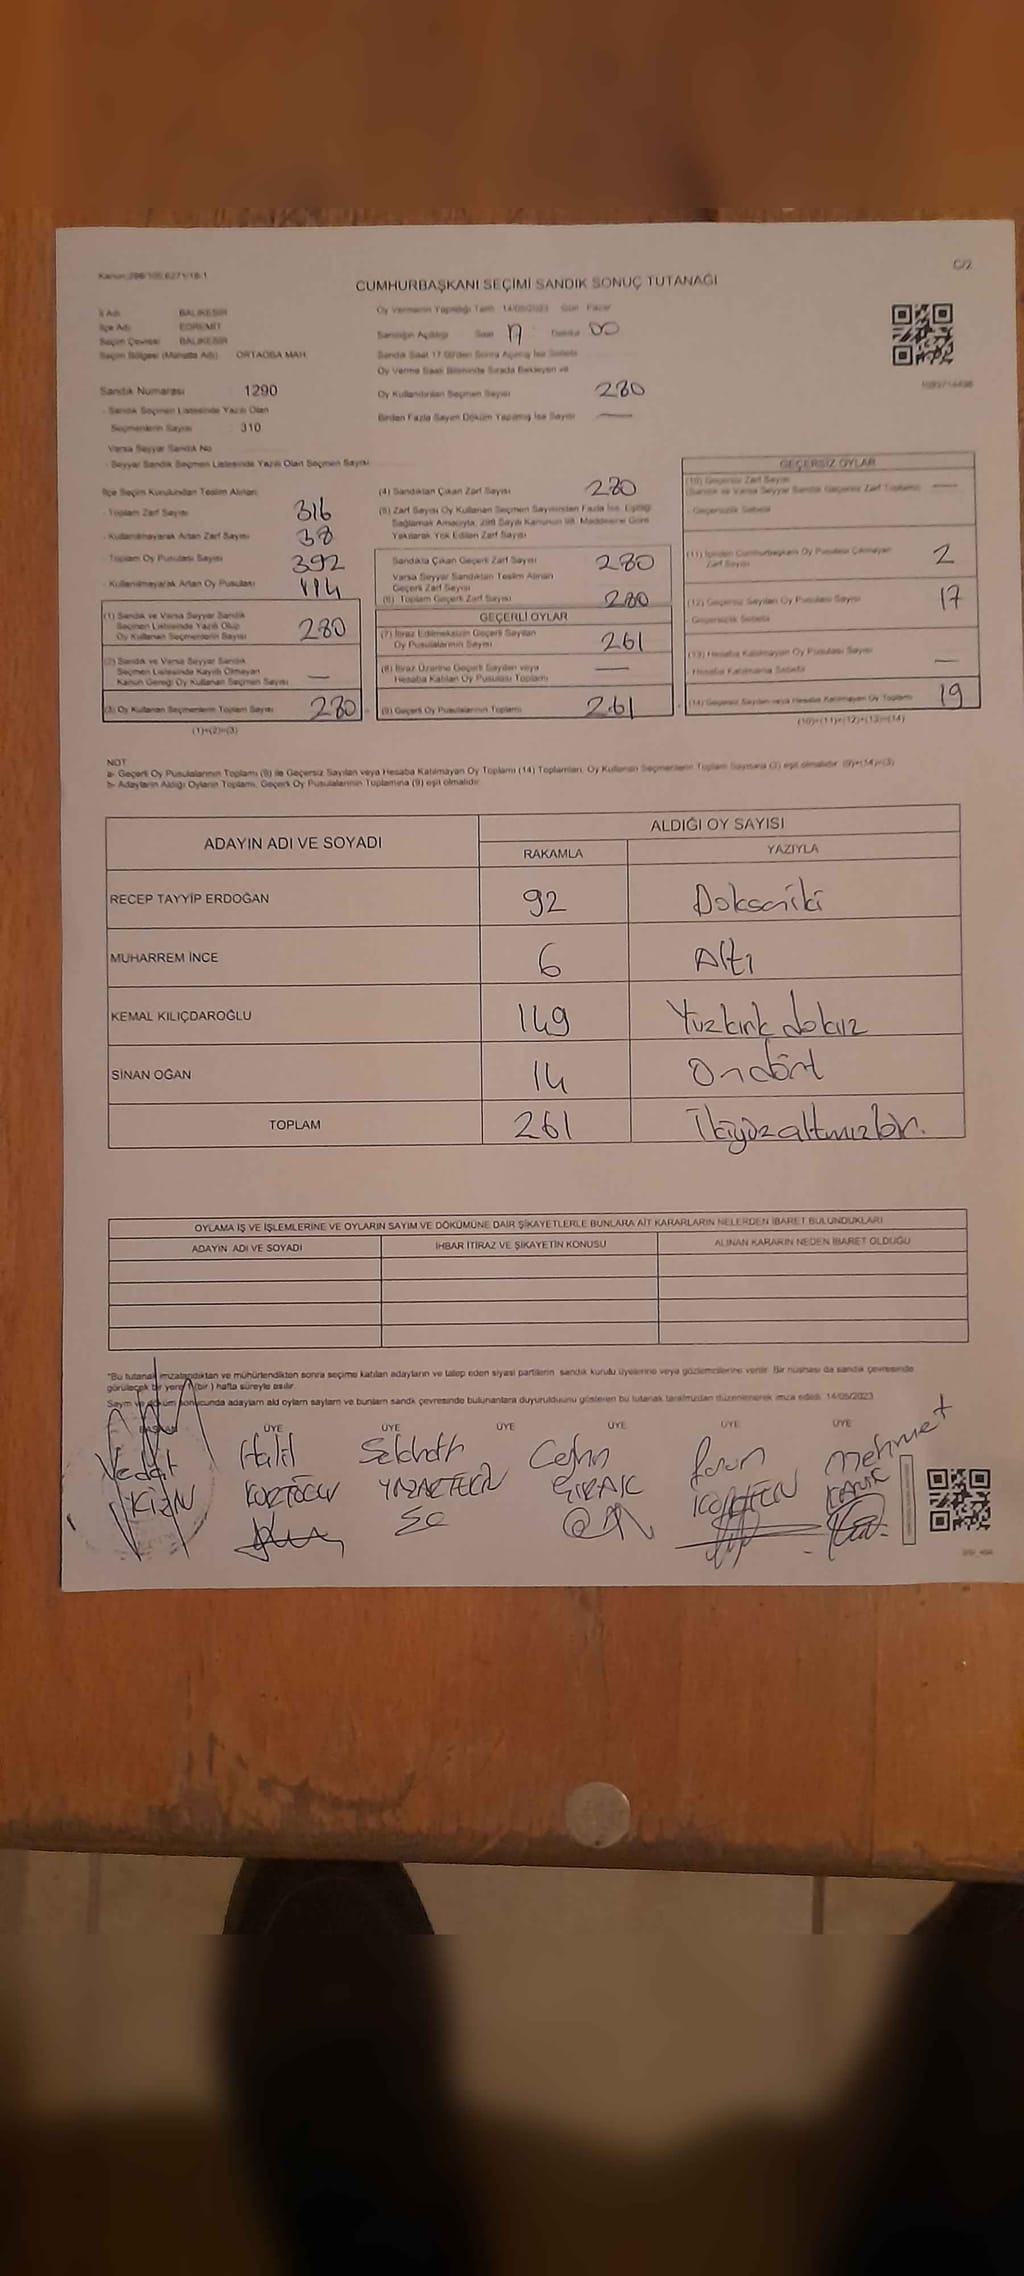 Kanun:298/105,6271/18-1
C/2
CUMHURBAŞKANI SEÇİMİ SANDIK SONUÇ TUTANAĞI
İl Adı BALIKESİR
İlçe Adı EDREMİT
Seçim Çevresi BALIKESİR
Seçim Bölgesi (Muhtarlık Adı) ORTAOBA MAH.
Sandık Numarası 1290
- Sandık Seçmen Listesinde Yazılı Olan
Seçmenlerin Sayısı : 310
Varsa Seyyar Sandık No
- Seyyar Sandık Seçmen Listesinde Yazılı Olan Seçmen Sayısı
Oy Vermenin Yapıldığı Tarih 14/05/2023 Gün Pazar
Sandığın Açıldığı Saat 17 Dakika 00
Sandık Saat 17.00'den Sonra Açılmış İse Sebebi
Oy Verme Saati Bitiminde Sırada Bekleyen ve
Oy Kullandırılan Seçmen Sayısı 280
Birden Fazla Sayım Döküm Yapılmış İse Sayısı —
İlçe Seçim Kurulundan Teslim Alınan
- Toplam Zarf Sayısı 316
- Kullanılmayarak Artan Zarf Sayısı 38
- Toplam Oy Pusulası Sayısı 392
- Kullanılmayarak Artan Oy Pusulası 114
(1) Sandık ve Varsa Seyyar Sandık
Seçmen Listesinde Yazılı Olup
Oy Kullanan Seçmenlerin Sayısı 280
(2) Sandık ve Varsa Seyyar Sandık
Seçmen Listesinde Kayıtlı Olmayan
Kanun Gereği Oy Kullanan Seçmen Sayısı —
(3) Oy Kullanan Seçmenlerin Toplam Sayısı 280
(1)+(2)=(3)
(4) Sandıktan Çıkan Zarf Sayısı 280
(5) Zarf Sayısı Oy Kullanan Seçmen Sayısından Fazla İse, Eşitliği
Sağlamak Amacıyla, 298 Sayılı Kanunun 98. Maddesine Göre
Yakılarak Yok Edilen Zarf Sayısı
Sandıkta Çıkan Geçerli Zarf Sayısı 280
Varsa Seyyar Sandıktan Teslim Alınan
Geçerli Zarf Sayısı
(6) Toplam Geçerli Zarf Sayısı 280
GEÇERLİ OYLAR
(7) İtiraz Edilmeksizin Geçerli Sayılan
Oy Pusulalarının Sayısı 261
(8) İtiraz Üzerine Geçerli Sayılan veya
Hesaba Katılan Oy Pusulası Toplamı —
(9) Geçerli Oy Pusulalarının Toplamı 261
GEÇERSİZ OYLAR
(10) Geçersiz Zarf Sayısı
(Sandık ve Varsa Seyyar Sandık Geçersiz Zarf Toplamı) —
- Geçersizlik Sebebi
(11) İçinden Cumhurbaşkanı Oy Pusulası Çıkmayan
Zarf Sayısı 2
(12) Geçersiz Sayılan Oy Pusulası Sayısı 17
- Geçersizlik Sebebi
(13) Hesaba Katılmayan Oy Pusulası Sayısı —
- Hesaba Katılmama Sebebi
(14) Geçersiz Sayılan veya Hesaba Katılmayan Oy Toplamı 19
(10)+(11)+(12)+(13)=(14)
NOT
a- Geçerli Oy Pusulalarının Toplamı (9) ile Geçersiz Sayılan veya Hesaba Katılmayan Oy Toplamı (14) Toplamları, Oy Kullanan Seçmenlerin Toplam Sayısına (3) eşit olmalıdır. (9)+(14)=(3)
b- Adayların Aldığı Oyların Toplamı, Geçerli Oy Pusulalarının Toplamına (9) eşit olmalıdır.
ADAYIN ADI VE SOYADI
ALDIĞI OY SAYISI
RAKAMLA YAZIYLA
RECEP TAYYİP ERDOĞAN 92 Doksaniki
MUHARREM İNCE 6 Altı
KEMAL KILIÇDAROĞLU 149 Yüzkırk dokuz
SİNAN OĞAN 14 Ondört
TOPLAM 261 İkiyüzaltmışbir.
OYLAMA İŞ VE İŞLEMLERİNE VE OYLARIN SAYIM VE DÖKÜMÜNE DAİR ŞİKAYETLERLE BUNLARA AİT KARARLARIN NELERDEN İBARET BULUNDUKLARI
ADAYIN ADI VE SOYADI İHBAR İTİRAZ VE ŞİKAYETİN KONUSU ALINAN KARARIN NEDEN İBARET OLDUĞU
*Bu tutanak imzalandıktan ve mühürlendikten sonra seçime katılan adayların ve talep eden siyasi partilerin sandık kurulu üyelerine veya gözlemcilerine verilir. Bir nüshası da sandık çevresinde
görülecek bir yere 1 (bir) hafta süreyle asılır.
Sayım ve döküm sonucunda adayların aldığı oyların sayıları ve bunların sandık çevresinde bulunanlara duyurulduğunu gösteren bu tutanak tarafımızdan düzenlenerek imza edildi. 14/05/2023
BAŞKAN ÜYE ÜYE ÜYE ÜYE ÜYE ÜYE
Vedat Halil Selahattin Mehmet